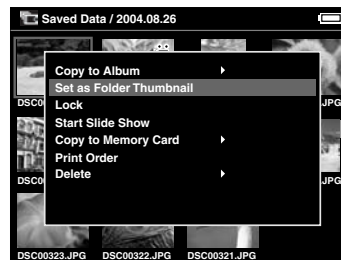 Saved Data / 2004.08.26
Copy to Album
Set as Folder Thumbnail
DSC00
JPG
Lock
Start Slide Show
Copy to Memory Card
Print Order
Delete
DSC0
JPG
DSC00323.JPG DSC00322.JPG DSC00321.JPG